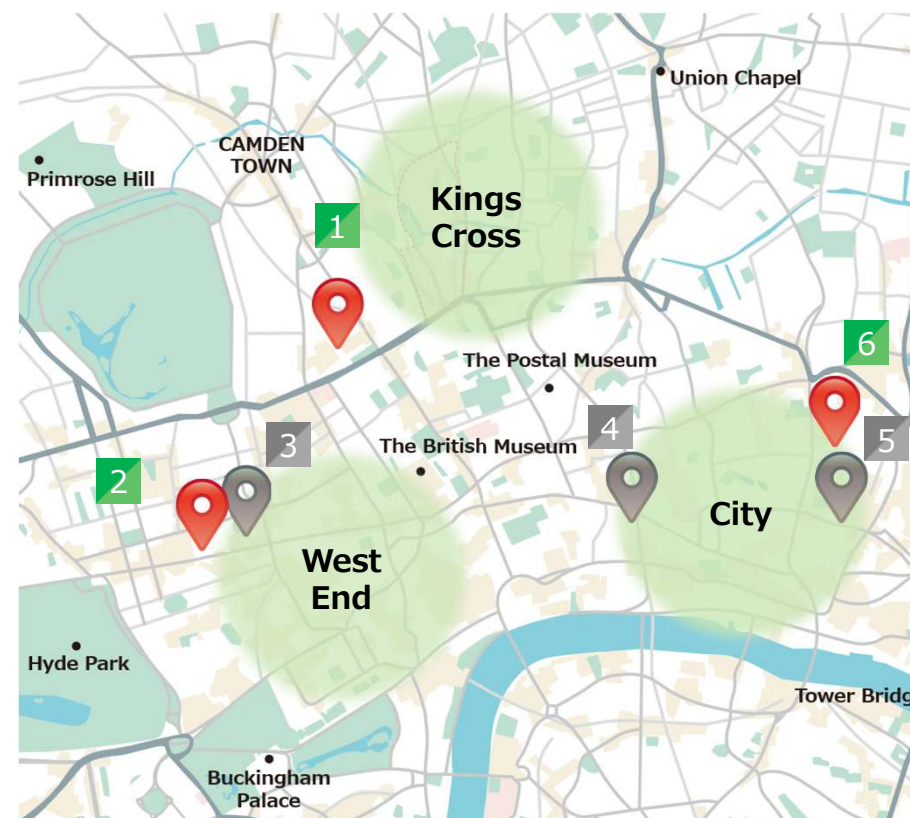 Union Chapel
CAMDEN
TOWN
Primrose Hill
Kings
Cross
1
The Postal Museum
6
3
The British Museum
4
5
2
City
West
End
Hyde Park
Tower Bridg
Buckingham
Palace